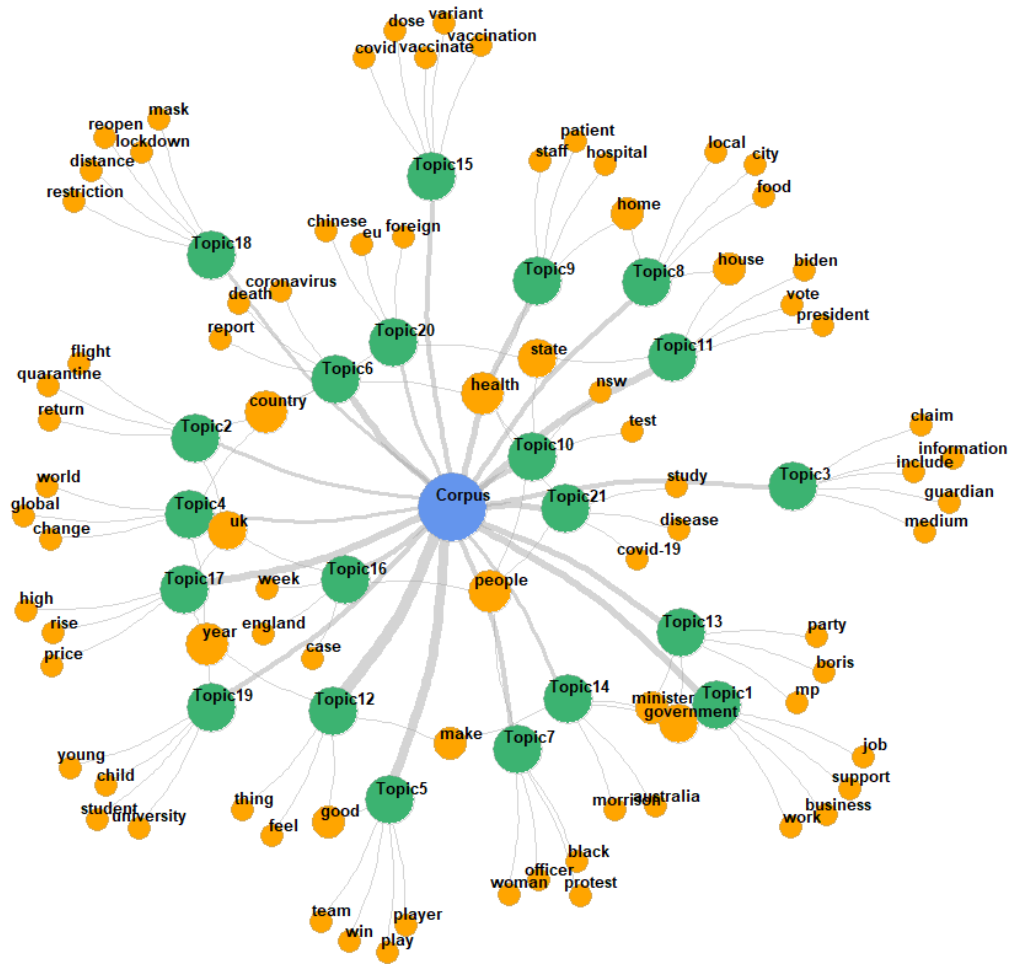 variant
dose
vaccination
covid
vaccinate
mask
reopen
patient
lockdown
local
staff
hospital
city
distance
Topic15
food
restriction
home
chinese
foreign
eu
Topic18
house
biden
Topic9
Topic8
coronavirus
death
vote
report
Topic20
president
state
Topic11
flight
Topic6
quarantine
health
nsw
country
return
claim
test
Topic2
Topic10
information
include
world
study
Topic3
Corpus
Topic21
guardian
global
Topic4
uk
change
disease
medium
covid-19
Topic16
Topic17
week
people
high
england
Topic13
party
rise
year
case
price
boris
Topic14
Topic1
mp
Topic19
Topic12
minister
government
make
Topic7
young
job
child
support
Topic5
thing
morrison
australia
student
good
business
university
feel
work
black
officer
woman
protest
team
player
win
play